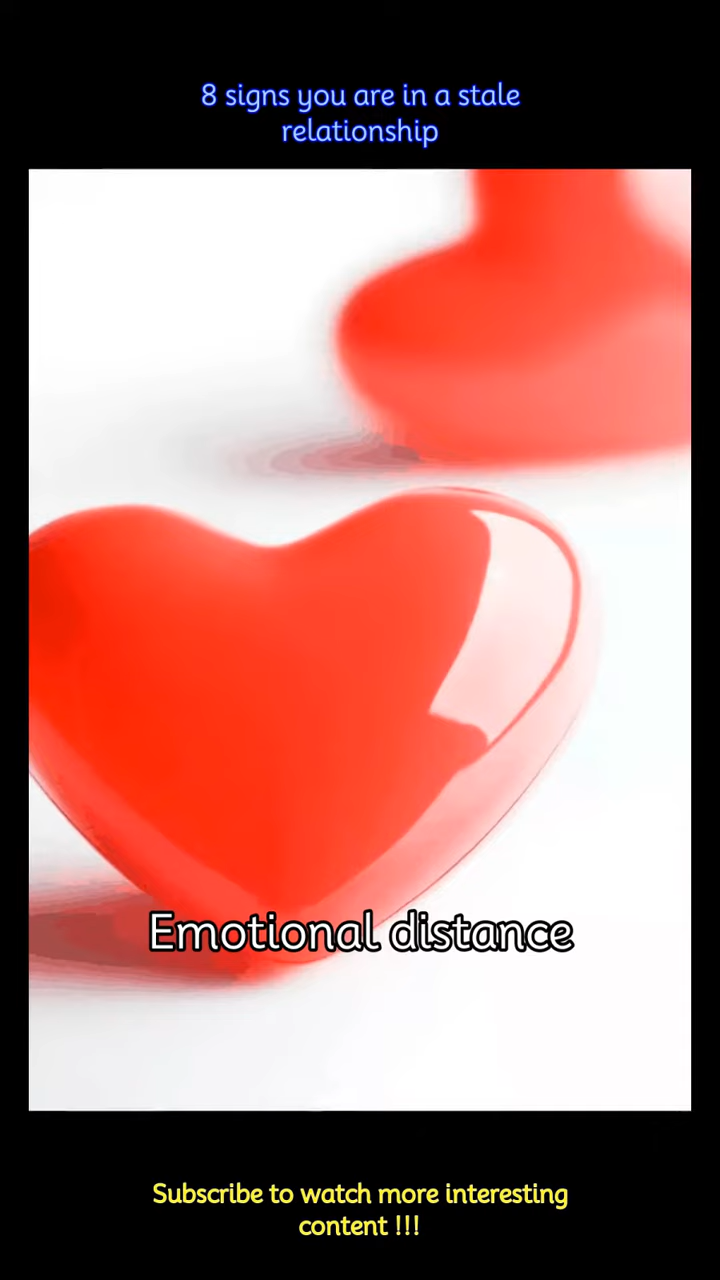 8 signs you are in a stale
relationship
Emotional distance
Subscribe to watch more interesting
content !!!